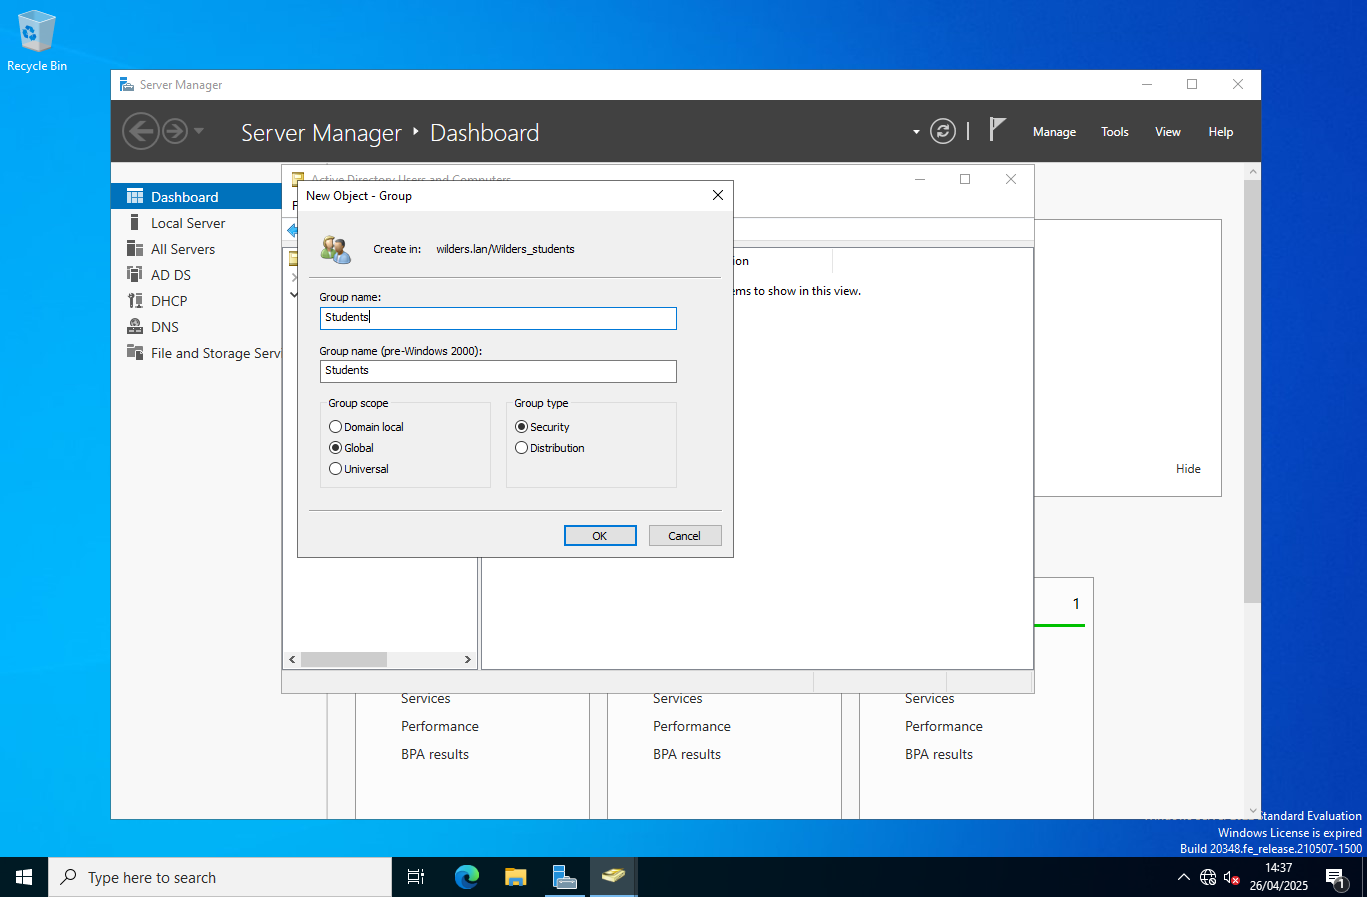 Recycle Bin
Server Manager
Server Manager
Dashboard
Manage
Tools
View
Help
Dashboard
Local Server
All Servers
AD DS
DHCP
DNS
File and Storage Serv
Active Directory Users and Computers
New Object - Group
Create in:
wilders.lan/Wilders_students
Group name:
Students
Group name (pre-Windows 2000):
Students
Group scope
Domain local
Global
Universal
Group type
Security
Distribution
OK
Cancel
ion
ems to show in this view.
Hide
1
Services
Performance
BPA results
Services
Performance
BPA results
Services
Performance
BPA results
Standard Evaluation
Windows License is expired
Build 20348.fe_release.210507-1500
Type here to search
14:37
26/04/2025
1